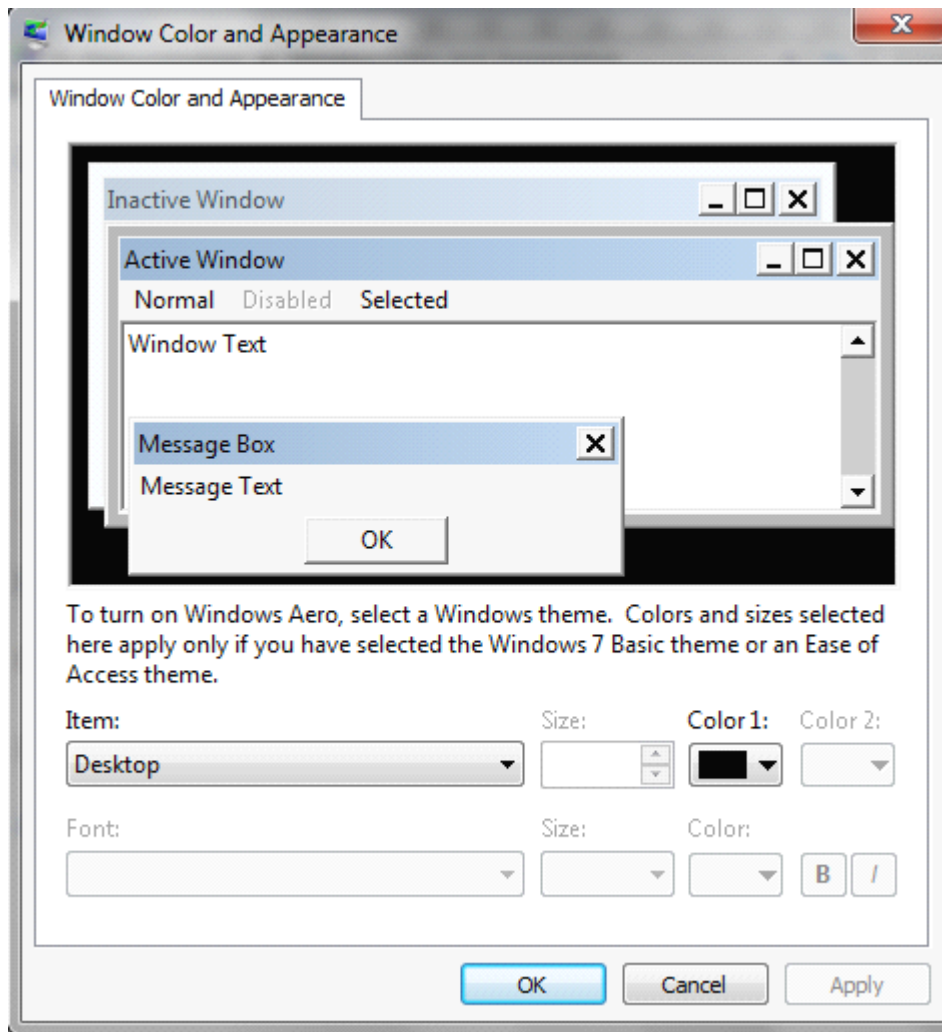 Window Color and Appearance
Window Color and Appearance
Inactive Window
Active Window
Normal Disabled Selected
Window Text
Message Box
Message Text
OK
To turn on Windows Aero, select a Windows theme. Colors and sizes selected
here apply only if you have selected the Windows 7 Basic theme or an Ease of
Access theme.
Item: Size: Color 1: Color 2:
Desktop
Font: Size: Color:
B I
OK Cancel Apply